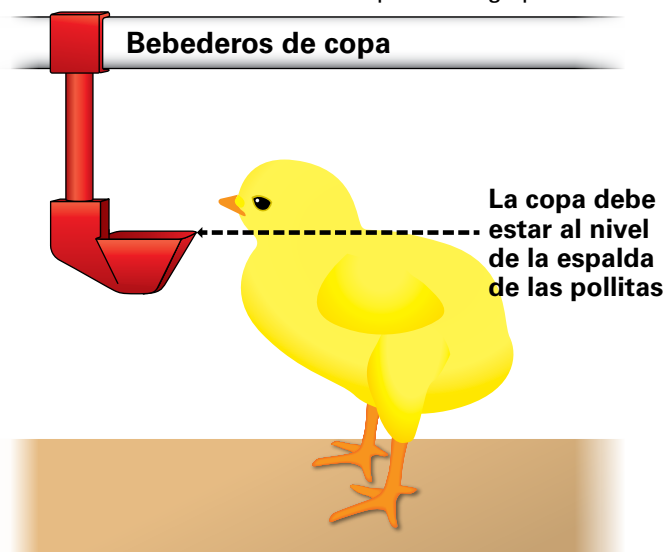 Bebederos de copa
La copa debe
estar al nivel
de la espalda
de las pollitas